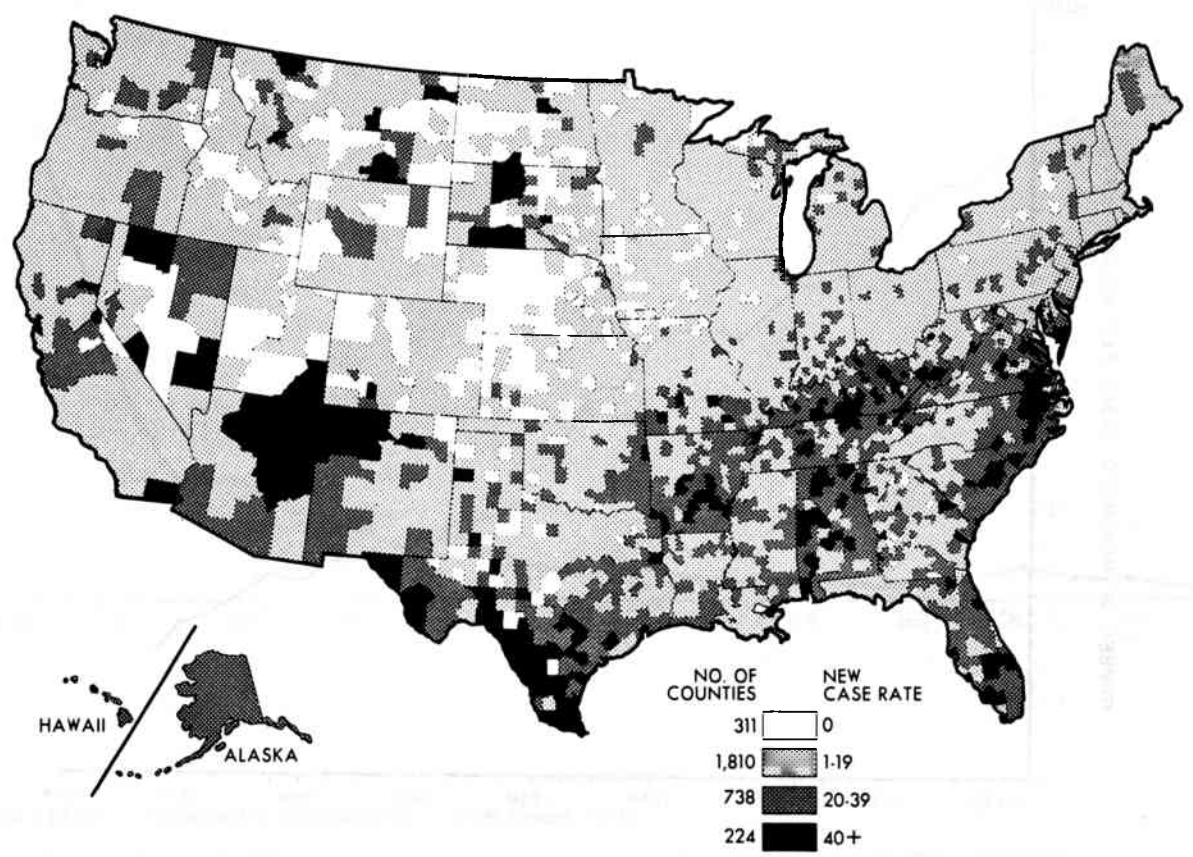 HAWAII
ALASKA
NO. OF COUNTIES NEW CASE RATE
311 0
1,810 1-19
738 20-39
224 40+